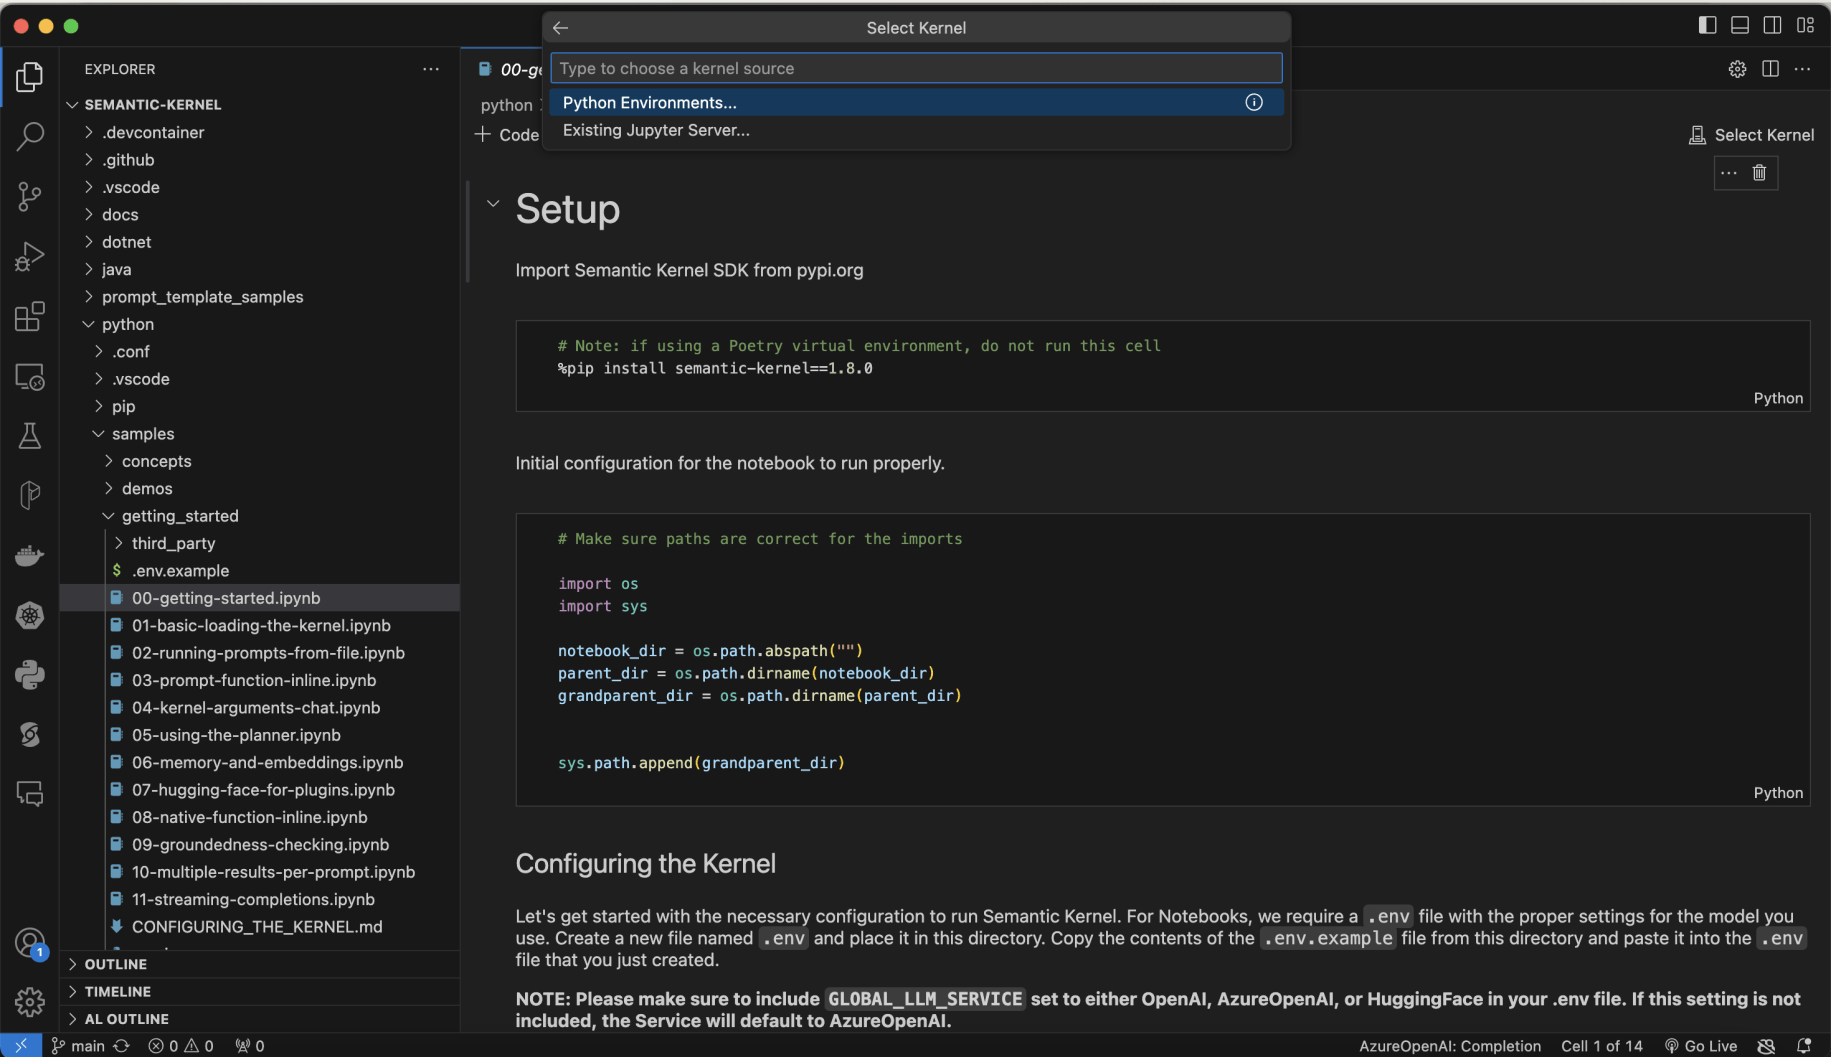 Select Kernel
Type to choose a kernel source
Python Environments...
Existing Jupyter Server...
EXPLORER
SEMANTIC-KERNEL
.devcontainer
.github
.vscode
docs
dotnet
java
prompt_template_samples
python
.conf
.vscode
pip
samples
concepts
demos
getting_started
third_party
$ .env.example
00-getting-started.ipynb
01-basic-loading-the-kernel.ipynb
02-running-prompts-from-file.ipynb
03-prompt-function-inline.ipynb
04-kernel-arguments-chat.ipynb
05-using-the-planner.ipynb
06-memory-and-embeddings.ipynb
07-hugging-face-for-plugins.ipynb
08-native-function-inline.ipynb
09-groundedness-checking.ipynb
10-multiple-results-per-prompt.ipynb
11-streaming-completions.ipynb
CONFIGURING_THE_KERNEL.md
OUTLINE
TIMELINE
AL OUTLINE
1
00-ge
python
+ Code
Select Kernel
Setup
Import Semantic Kernel SDK from pypi.org
# Note: if using a Poetry virtual environment, do not run this cell
%pip install semantic-kernel==1.8.0
Python
Initial configuration for the notebook to run properly.
# Make sure paths are correct for the imports
import os
import sys
notebook_dir = os.path.abspath("")
parent_dir = os.path.dirname(notebook_dir)
grandparent_dir = os.path.dirname(parent_dir)
sys.path.append(grandparent_dir)
Python
Configuring the Kernel
Let's get started with the necessary configuration to run Semantic Kernel. For Notebooks, we require a .env file with the proper settings for the model you
use. Create a new file named .env and place it in this directory. Copy the contents of the .env.example file from this directory and paste it into the .env
file that you just created.
NOTE: Please make sure to include GLOBAL_LLM_SERVICE set to either OpenAI, AzureOpenAI, or HuggingFace in your .env file. If this setting is not
included, the Service will default to AzureOpenAI.
main 0 0 0
AzureOpenAI: Completion Cell 1 of 14 Go Live